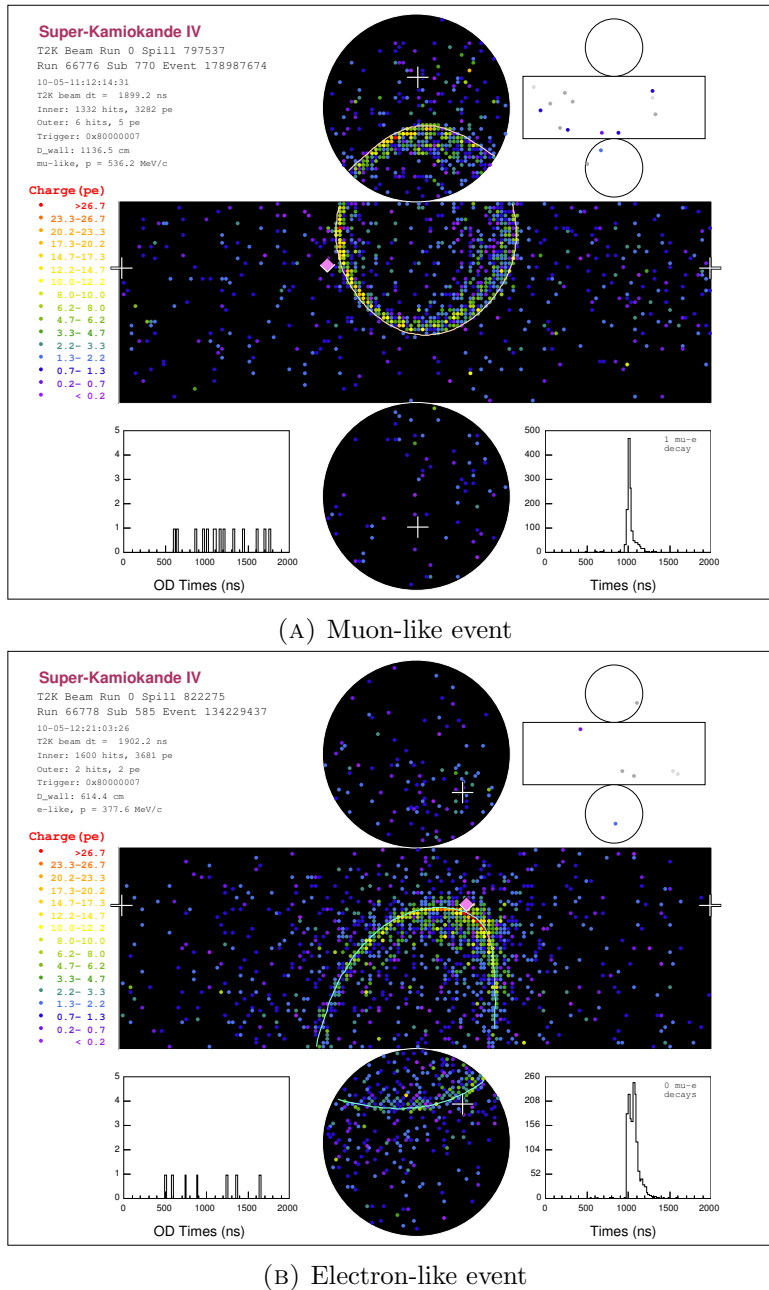 Super-Kamiokande IV
T2K Beam Run 0 Spill 797537
Run 66776 Sub 770 Event 178987674
10-05-11:12:14:31
T2K beam dt = 1899.2 ns
Inner: 1332 hits, 3282 pe
Outer: 6 hits, 5 pe
Trigger: 0x80000007
D_wall: 1136.5 cm
mu-like, p = 536.2 MeV/c
Charge(pe)
>26.7
23.3-26.7
20.2-23.3
17.3-20.2
14.7-17.3
12.2-14.7
10.0-12.2
8.0-10.0
6.2- 8.0
4.7- 6.2
3.3- 4.7
2.2- 3.3
1.3- 2.2
0.7- 1.3
0.2- 0.7
< 0.2
5
4
3
2
1
0
0 500 1000 1500 2000
OD Times (ns)
500
400
300
200
100
0
1 mu-e
decay
0 500 1000 1500 2000
Times (ns)
(A) Muon-like event
Super-Kamiokande IV
T2K Beam Run 0 Spill 822275
Run 66778 Sub 585 Event 134229437
10-05-12:21:03:26
T2K beam dt = 1902.2 ns
Inner: 1600 hits, 3681 pe
Outer: 2 hits, 2 pe
Trigger: 0x80000007
D_wall: 614.4 cm
e-like, p = 377.6 MeV/c
Charge(pe)
>26.7
23.3-26.7
20.2-23.3
17.3-20.2
14.7-17.3
12.2-14.7
10.0-12.2
8.0-10.0
6.2- 8.0
4.7- 6.2
3.3- 4.7
2.2- 3.3
1.3- 2.2
0.7- 1.3
0.2- 0.7
< 0.2
5
4
3
2
1
0
0 500 1000 1500 2000
OD Times (ns)
260
208
156
104
52
0
0 mu-e
decays
0 500 1000 1500 2000
Times (ns)
(B) Electron-like event